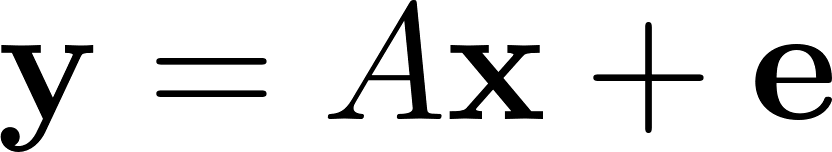 y = Ax + e